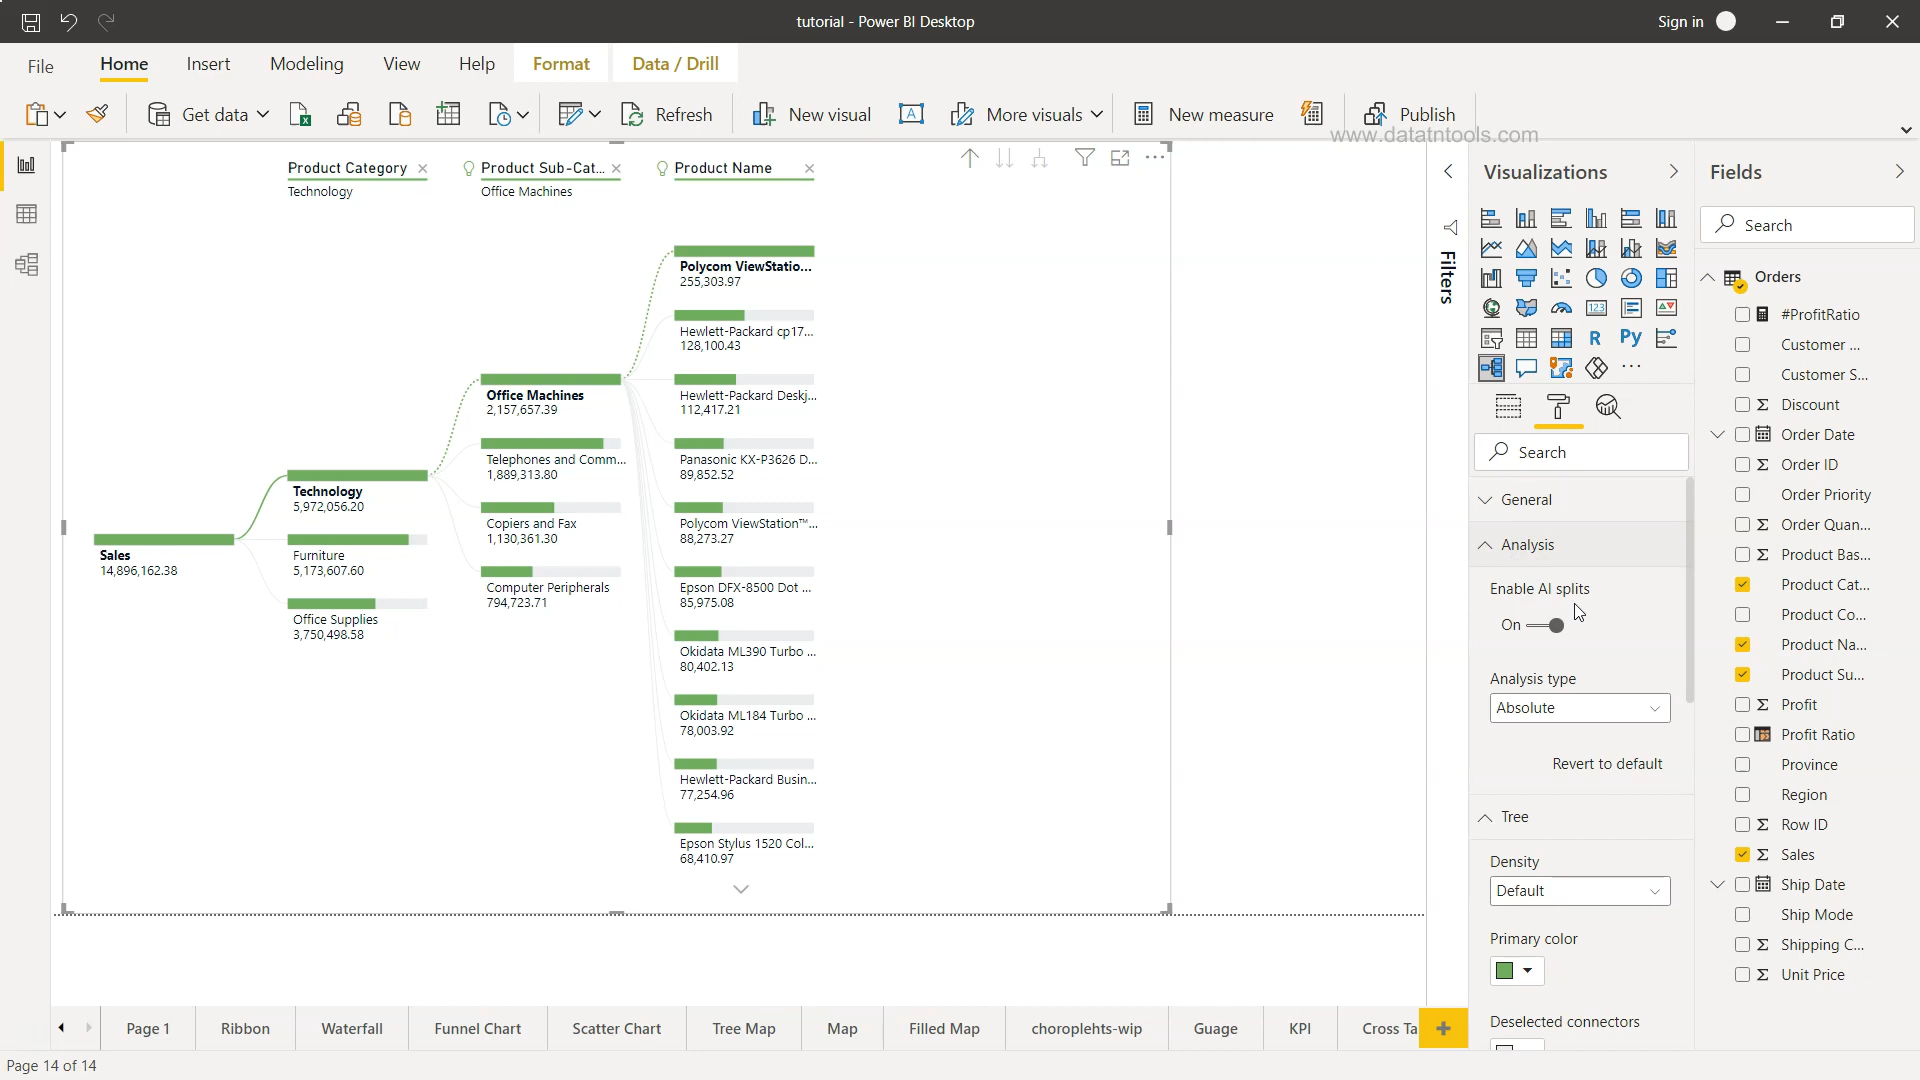 tutorial - Power BI Desktop
Sign in
File Home Insert Modeling View Help Format Data / Drill
Get data Refresh New visual More visuals New measure Publish
www.datatntools.com
Product Category
Technology
Product Sub-Cat...
Office Machines
Product Name
Sales
14,896,162.38
Technology
5,972,056.20
Furniture
5,173,607.60
Office Supplies
3,750,498.58
Office Machines
2,157,657.39
Telephones and Comm...
1,889,313.80
Copiers and Fax
1,130,361.30
Computer Peripherals
794,723.71
Polycom ViewStatio...
255,303.97
Hewlett-Packard cp17...
128,100.43
Hewlett-Packard Deskj...
112,417.21
Panasonic KX-P3626 D...
89,852.52
Polycom ViewStation™...
88,273.27
Epson DFX-8500 Dot ...
85,975.08
Okidata ML390 Turbo ...
80,402.13
Okidata ML184 Turbo ...
78,003.92
Hewlett-Packard Busin...
77,254.96
Epson Stylus 1520 Col...
68,410.97
Filters
Visualizations
123
R Py
Search
General
Analysis
Enable AI splits
On
Analysis type
Absolute
Revert to default
Tree
Density
Default
Primary color
Deselected connectors
Fields
Search
Orders
#ProfitRatio
Customer ...
Customer S...
Discount
Order Date
Order ID
Order Priority
Order Quan...
Product Bas...
Product Cat...
Product Co...
Product Na...
Product Su...
Profit
Profit Ratio
Province
Region
Row ID
Sales
Ship Date
Ship Mode
Shipping C...
Unit Price
Page 1 Ribbon Waterfall Funnel Chart Scatter Chart Tree Map Map Filled Map choroplehts-wip Guage KPI Cross Ta
Page 14 of 14